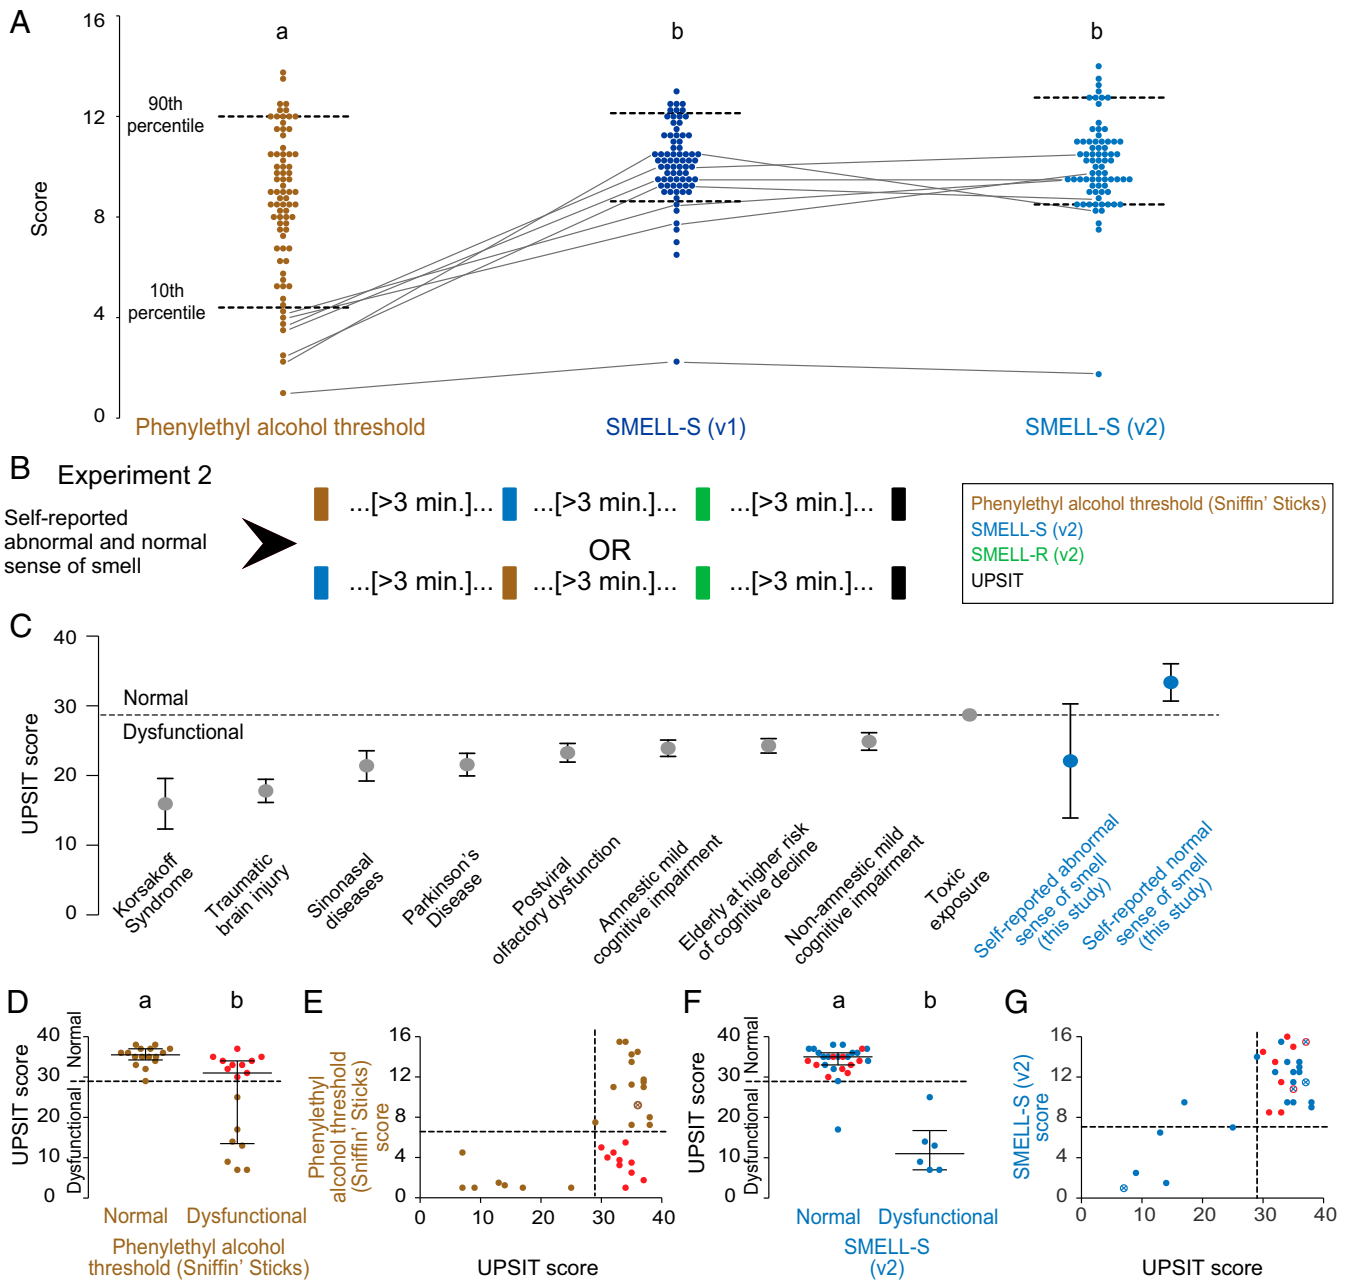 A
16
12
8
4
0
Score
a
b
b
90th
percentile
10th
percentile
Phenylethyl alcohol threshold
SMELL-S (v1)
SMELL-S (v2)
B
Experiment 2
Self-reported
abnormal and normal
sense of smell
...[>3 min.]... ...[>3 min.]... ...[>3 min.]...
OR
...[>3 min.]... ...[>3 min.]... ...[>3 min.]...
Phenylethyl alcohol threshold (Sniffin' Sticks)
SMELL-S (v2)
SMELL-R (v2)
UPSIT
C
40
30
20
10
0
UPSIT score
Normal
Dysfunctional
Korsakoff
Syndrome
Traumatic
brain injury
Sinonasal
diseases
Parkinson's
Disease
Postviral
olfactory dysfunction
Amnestic mild
cognitive impairment
Elderly at higher risk
of cognitive decline
Non-amnestic mild
cognitive impairment
Toxic
exposure
Self-reported abnormal
sense of smell
(this study)
Self-reported normal
sense of smell
(this study)
D
a
b
UPSIT score
Dysfunctional
Normal
40
30
20
10
0
Normal
Dysfunctional
Phenylethyl alcohol
threshold (Sniffin' Sticks)
E
Phenylethyl
alcohol threshold
(Sniffin' Sticks)
score
16
12
8
4
0
0 10 20 30 40
UPSIT score
F
a
b
UPSIT score
Dysfunctional
Normal
40
30
20
10
0
Normal
Dysfunctional
SMELL-S
(v2)
G
SMELL-S (v2)
score
16
12
8
4
0
0 10 20 30 40
UPSIT score